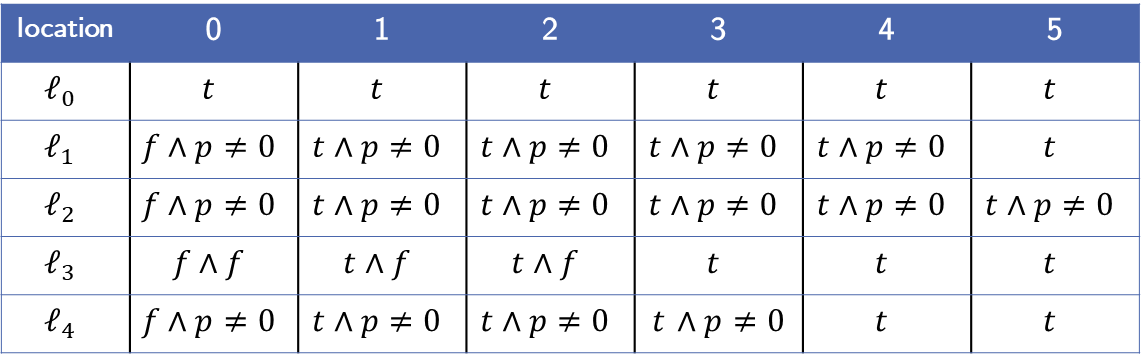 location 0 1 2 3 4 5
ℓ₀ t t t t t t
ℓ₁ f ∧ p ≠ 0 t ∧ p ≠ 0 t ∧ p ≠ 0 t ∧ p ≠ 0 t ∧ p ≠ 0 t
ℓ₂ f ∧ p ≠ 0 t ∧ p ≠ 0 t ∧ p ≠ 0 t ∧ p ≠ 0 t ∧ p ≠ 0 t ∧ p ≠ 0
ℓ₃ f ∧ f t ∧ f t ∧ f t t t
ℓ₄ f ∧ p ≠ 0 t ∧ p ≠ 0 t ∧ p ≠ 0 t ∧ p ≠ 0 t t